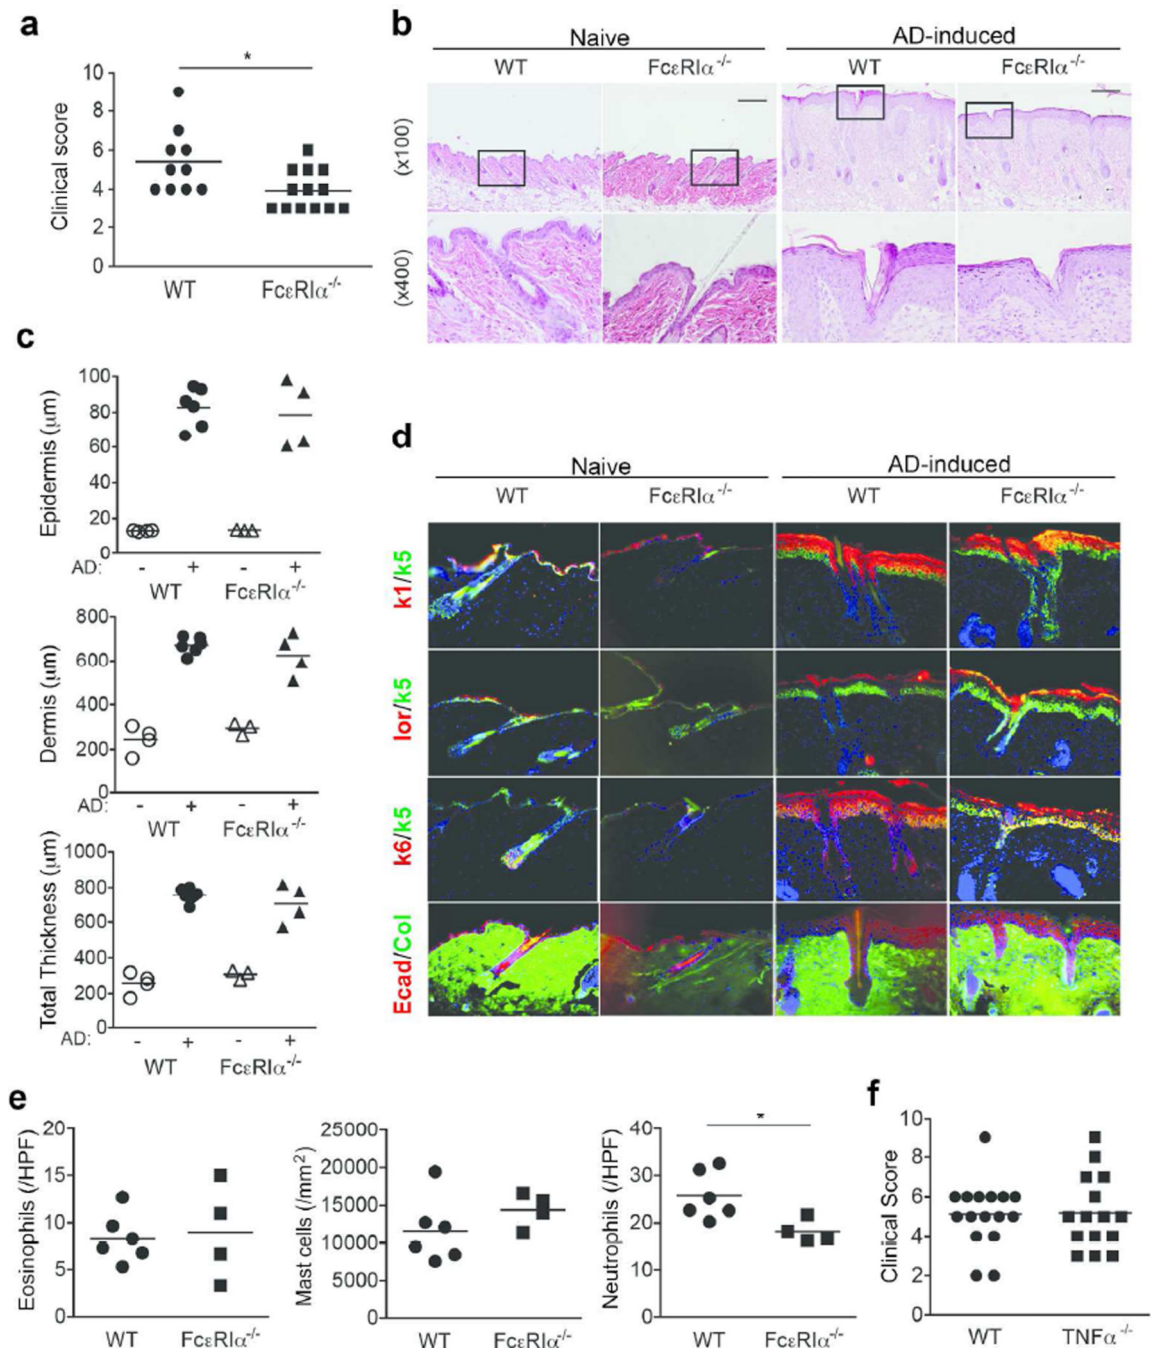 a
*
Clinical score
10
8
6
4
2
0
WT FcεRIα-/-
b
Naive AD-induced
WT FcεRIα-/- WT FcεRIα-/-
(x100)
(x400)
c
Epidermis (µm)
100
80
60
40
20
0
AD: - + - +
WT FcεRIα-/-
Dermis (µm)
800
600
400
200
0
AD: - + - +
WT FcεRIα-/-
Total Thickness (µm)
1000
800
600
400
200
0
AD: - + - +
WT FcεRIα-/-
d
Naive AD-induced
WT FcεRIα-/- WT FcεRIα-/-
k1/k5
lor/k5
k6/k5
Ecad/Col
e
Eosinophils (/HPF)
20
15
10
5
0
WT FcεRIα-/-
Mast cells (/mm²)
25000
20000
15000
10000
5000
0
WT FcεRIα-/-
*
Neutrophils (/HPF)
40
30
20
10
0
WT FcεRIα-/-
f
Clinical Score
10
8
6
4
2
0
WT TNFα-/-